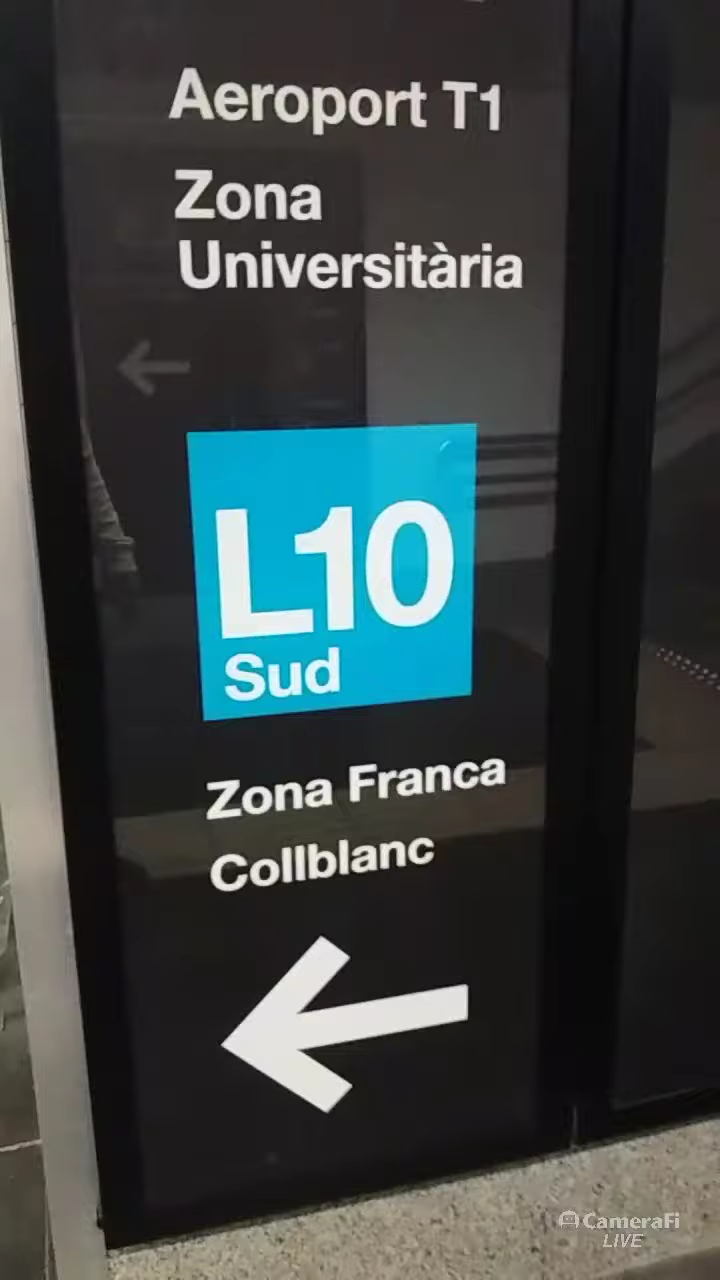 Aeroport T1
Zona
Universitària
L10
Sud
Zona Franca
Collblanc
CameraFi
LIVE